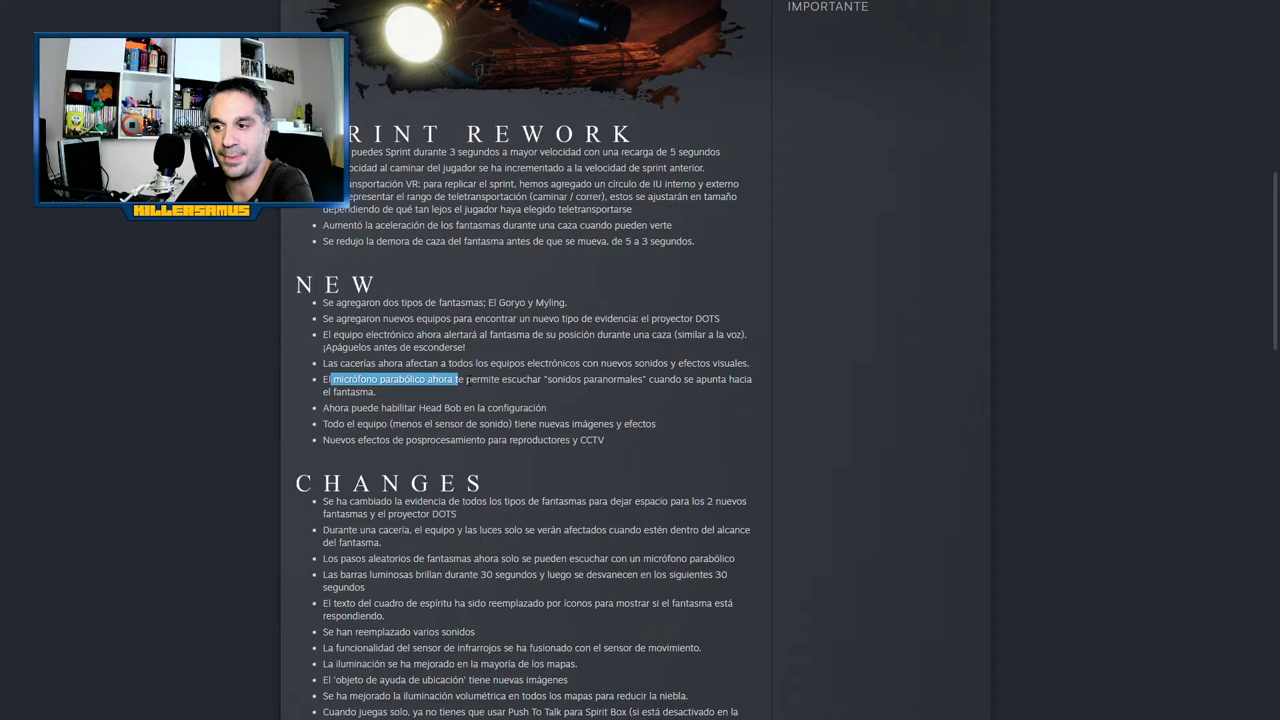 IMPORTANTE
RINT REWORK
puedes Sprint durante 3 segundos a mayor velocidad con una recarga de 5 segundos
ocidad al caminar del jugador se ha incrementado a la velocidad de sprint anterior.
transportación VR: para replicar el sprint, hemos agregado un círculo de IU interno y externo
epresentar el rango de teletransportación (caminar / correr), estos se ajustarán en tamaño
dependiendo de qué tan lejos el jugador haya elegido teletransportarse
Aumentó la aceleración de los fantasmas durante una caza cuando pueden verte
Se redujo la demora de caza del fantasma antes de que se mueva, de 5 a 3 segundos.
KILLERSAMUS
NEW
Se agregaron dos tipos de fantasmas; El Goryo y Myling.
Se agregaron nuevos equipos para encontrar un nuevo tipo de evidencia: el proyector DOTS
El equipo electrónico ahora alertará al fantasma de su posición durante una caza (similar a la voz).
¡Apáguelos antes de esconderse!
Las cacerías ahora afectan a todos los equipos electrónicos con nuevos sonidos y efectos visuales.
El micrófono parabólico ahora te permite escuchar "sonidos paranormales" cuando se apunta hacia
el fantasma.
Ahora puede habilitar Head Bob en la configuración
Todo el equipo (menos el sensor de sonido) tiene nuevas imágenes y efectos
Nuevos efectos de posprocesamiento para reproductores y CCTV
CHANGES
Se ha cambiado la evidencia de todos los tipos de fantasmas para dejar espacio para los 2 nuevos
fantasmas y el proyector DOTS
Durante una cacería, el equipo y las luces solo se verán afectados cuando estén dentro del alcance
del fantasma.
Los pasos aleatorios de fantasmas ahora solo se pueden escuchar con un micrófono parabólico
Las barras luminosas brillan durante 30 segundos y luego se desvanecen en los siguientes 30
segundos
El texto del cuadro de espíritu ha sido reemplazado por íconos para mostrar si el fantasma está
respondiendo.
Se han reemplazado varios sonidos
La funcionalidad del sensor de infrarrojos se ha fusionado con el sensor de movimiento.
La iluminación se ha mejorado en la mayoría de los mapas.
El 'objeto de ayuda de ubicación' tiene nuevas imágenes
Se ha mejorado la iluminación volumétrica en todos los mapas para reducir la niebla.
Cuando juegas solo, ya no tienes que usar Push To Talk para Spirit Box (si está desactivado en la